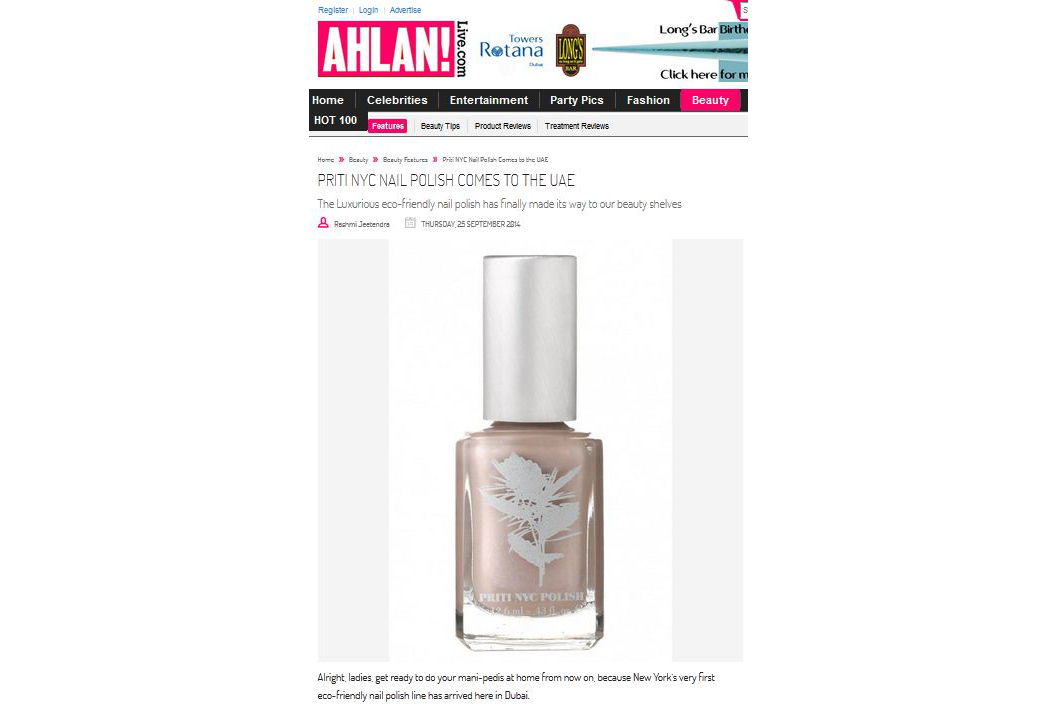 Register | Login | Advertise
AHLAN!
Live.com
Towers
Rotana
Dubai
LONG'S
BAR
Long's Bar Birthd
Click here for m
Home Celebrities Entertainment Party Pics Fashion Beauty
HOT 100
Features Beauty Tips Product Reviews Treatment Reviews
Home » Beauty » Beauty Features » Priti NYC Nail Polish Comes to the UAE
PRITI NYC NAIL POLISH COMES TO THE UAE
The Luxurious eco-friendly nail polish has finally made its way to our beauty shelves
Rashmi Jeetendra THURSDAY, 25 SEPTEMBER 2014
PRITI NYC POLISH
12.6 ml - .43 fl. oz
Alright, ladies, get ready to do your mani-pedis at home from now on, because New York's very first
eco-friendly nail polish line has arrived here in Dubai.